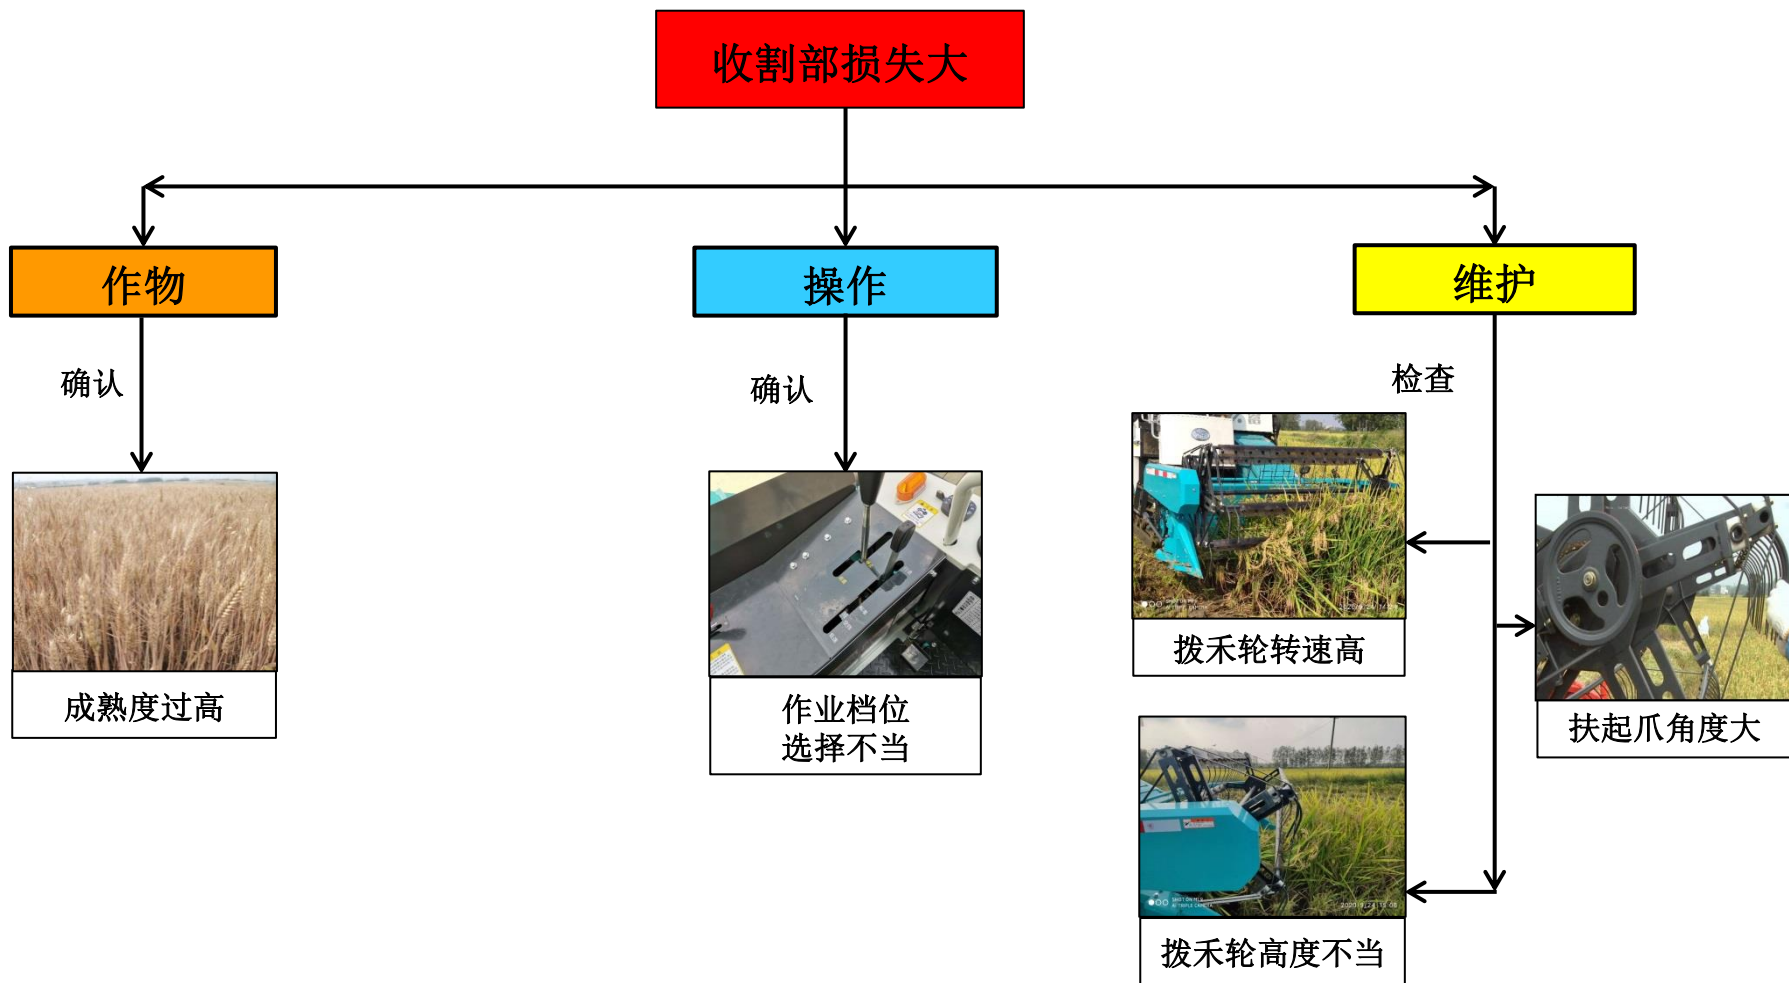 收割部损失大
作物
操作
维护
确认
确认
检查
成熟度过高
作业档位
选择不当
拨禾轮转速高
扶起爪角度大
拨禾轮高度不当